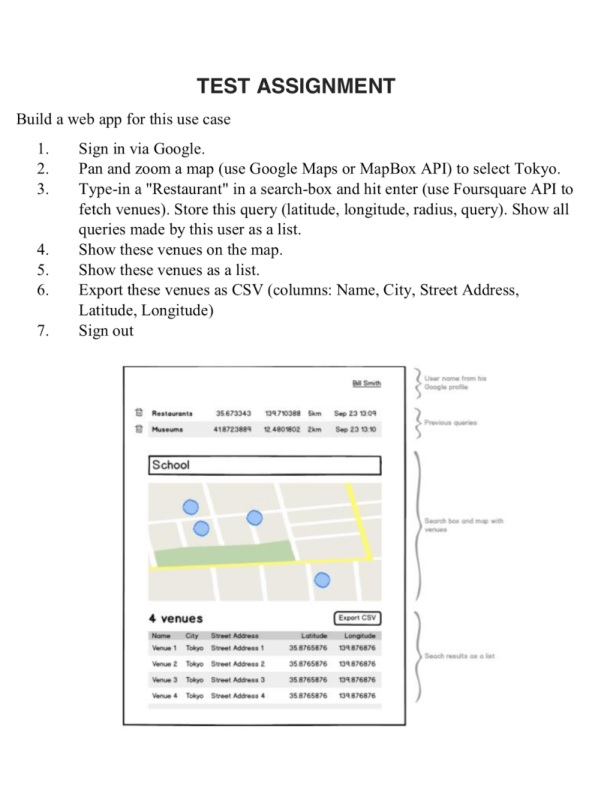 TEST ASSIGNMENT
Build a web app for this use case
1. Sign in via Google.
2. Pan and zoom a map (use Google Maps or MapBox API) to select Tokyo.
3. Type-in a "Restaurant" in a search-box and hit enter (use Foursquare API to
fetch venues). Store this query (latitude, longitude, radius, query). Show all
queries made by this user as a list.
4. Show these venues on the map.
5. Show these venues as a list.
6. Export these venues as CSV (columns: Name, City, Street Address,
Latitude, Longitude)
7. Sign out
Bill Smith
User name from his
Google profile
Restaurants 35.673343 139.710388 5km Sep 23 13:09
Museums 41.8723889 12.4801802 2km Sep 23 13:10
Previous queries
School
Search box and map with
venues
4 venues Export CSV
Name City Street Address Latitude Longitude
Venue 1 Tokyo Street Address 1 35.8765876 139.876876
Venue 2 Tokyo Street Address 2 35.8765876 139.876876
Venue 3 Tokyo Street Address 3 35.8765876 139.876876
Venue 4 Tokyo Street Address 4 35.8765876 139.876876
Seach results as a list